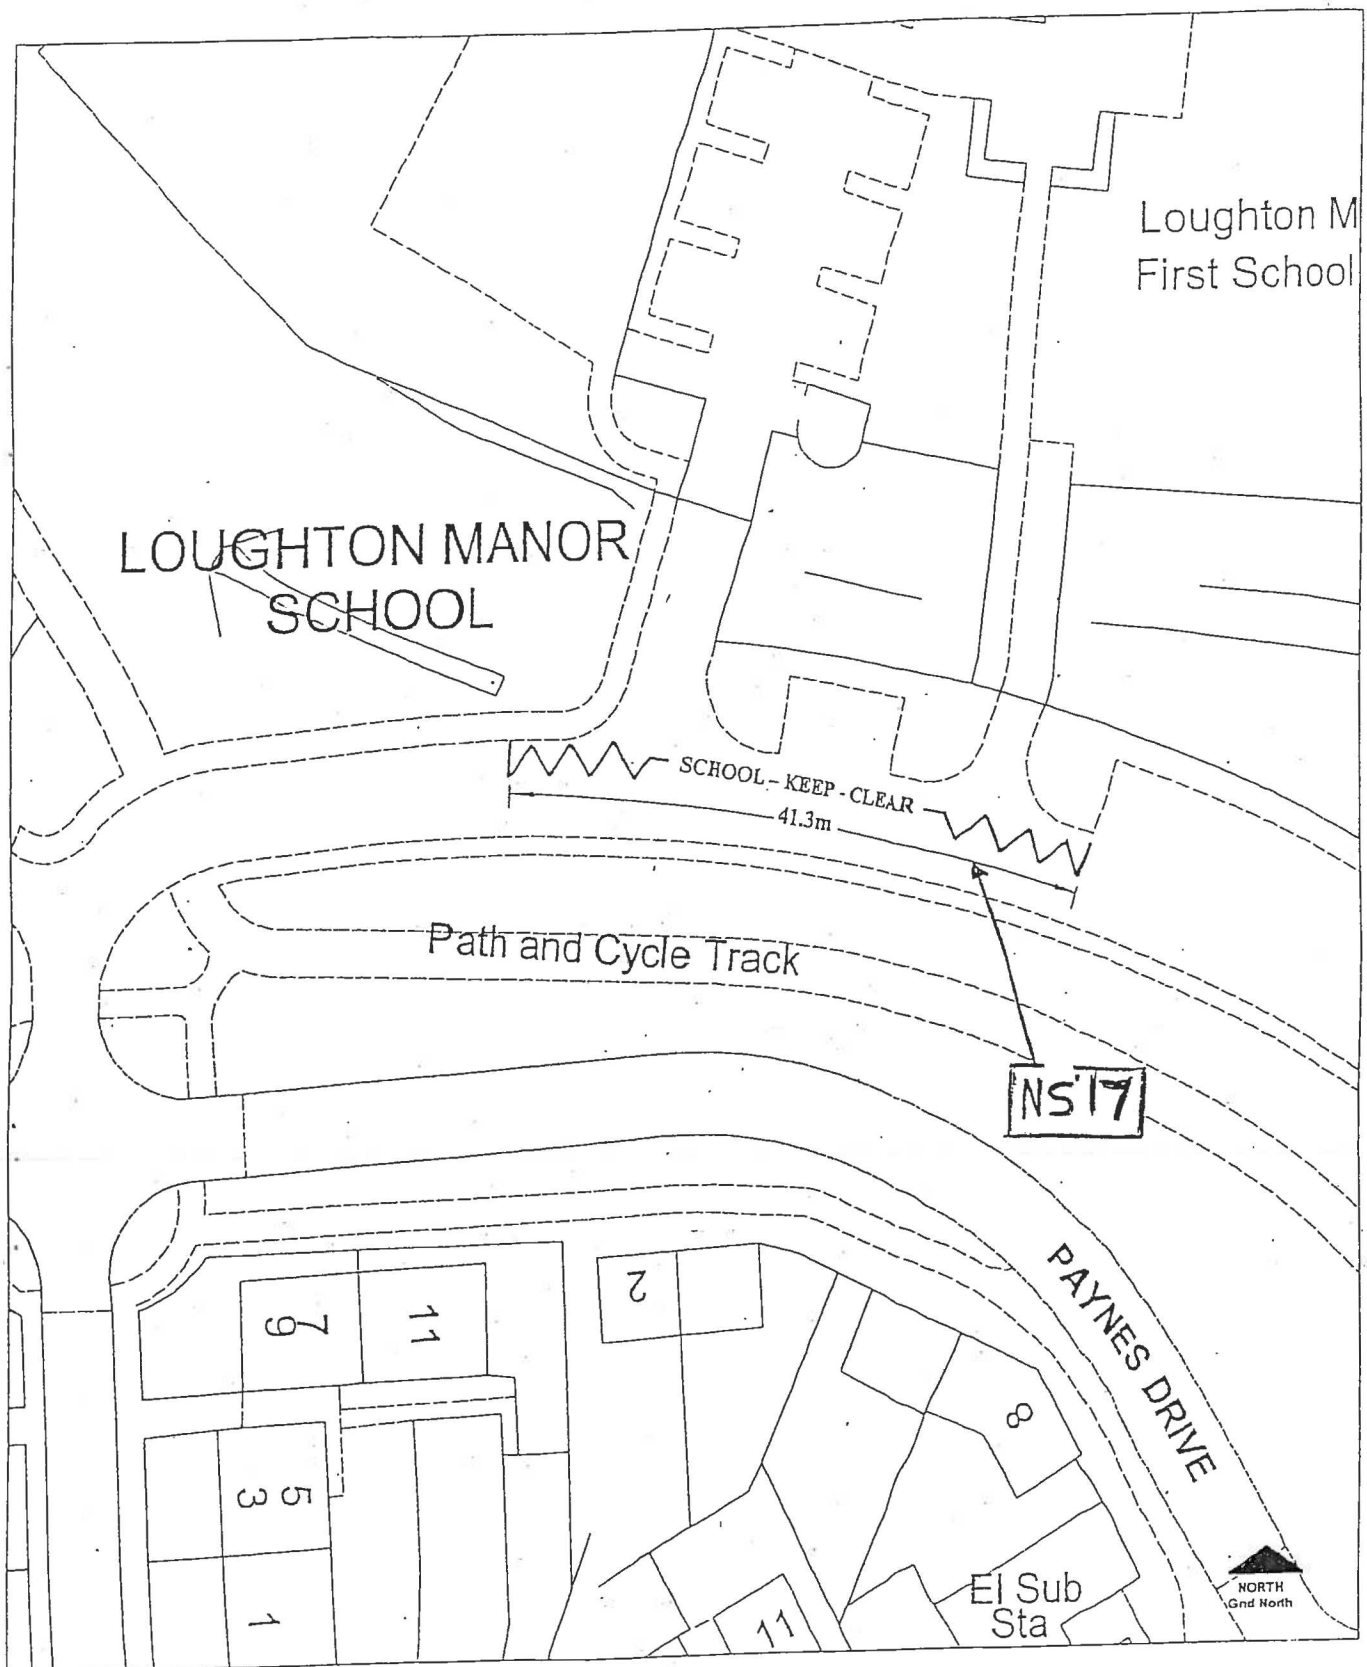 Loughton M
First School
LOUGHTON MANOR
SCHOOL
SCHOOL - KEEP - CLEAR
41.3m
Path and Cycle Track
NS17
PAYNES DRIVE
2
7
9
11
8
5
3
1
11
El Sub
Sta
NORTH
Grid North